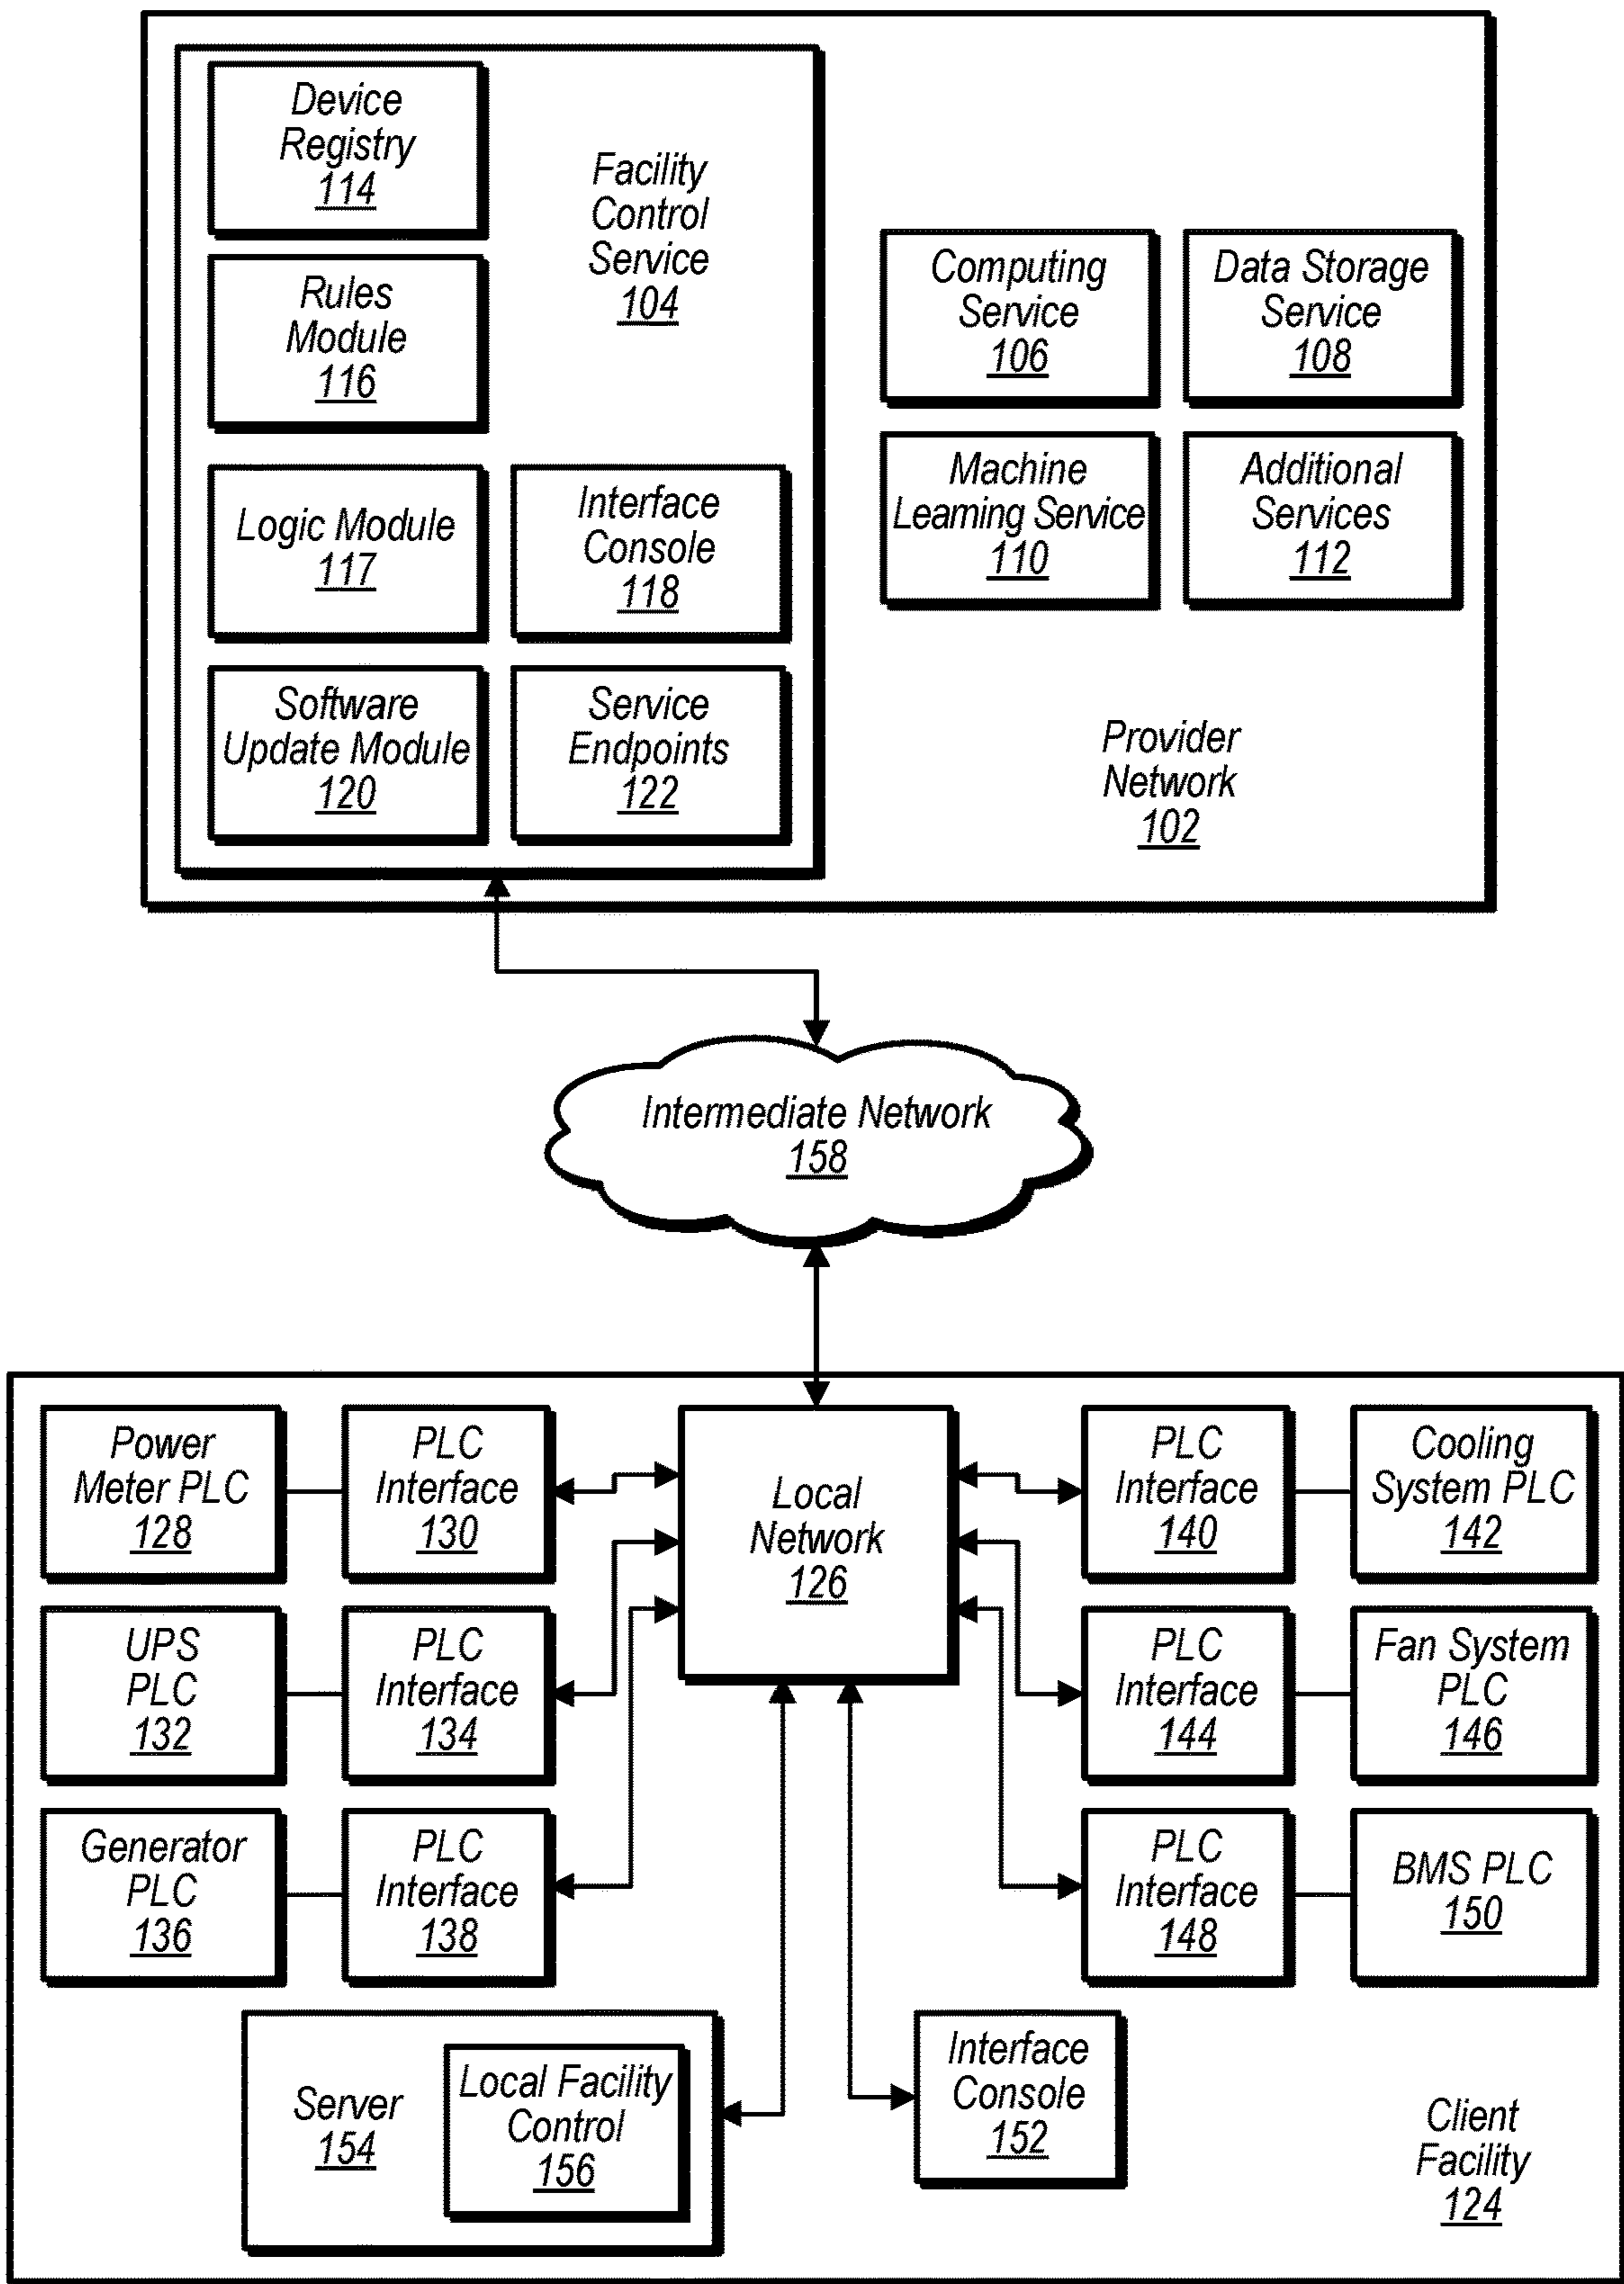 Device
Registry
114
Facility
Control
Service
104
Rules
Module
116
Logic Module
117
Interface
Console
118
Software
Update Module
120
Service
Endpoints
122
Computing
Service
106
Data Storage
Service
108
Machine
Learning Service
110
Additional
Services
112
Provider
Network
102
Intermediate Network
158
Power
Meter PLC
128
PLC
Interface
130
Local
Network
126
PLC
Interface
140
Cooling
System PLC
142
UPS
PLC
132
PLC
Interface
134
PLC
Interface
144
Fan System
PLC
146
Generator
PLC
136
PLC
Interface
138
PLC
Interface
148
BMS PLC
150
Server
154
Local Facility
Control
156
Interface
Console
152
Client
Facility
124